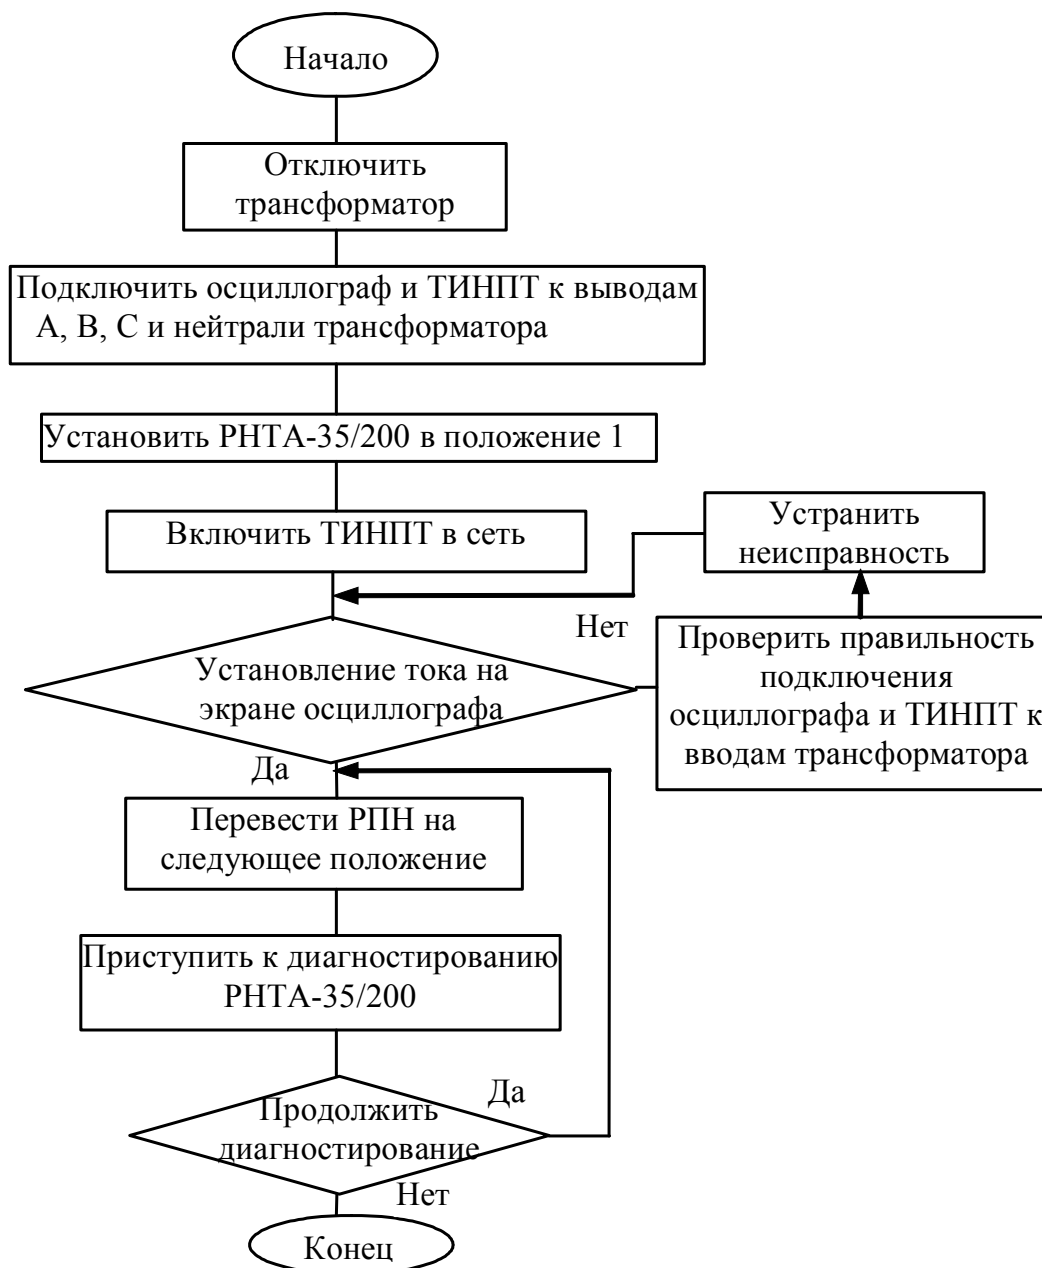 Начало
Отключить
трансформатор
Подключить осциллограф и ТИНПТ к выводам
А, В, С и нейтрали трансформатора
Установить РНТА-35/200 в положение 1
Включить ТИНПТ в сеть
Устранить
неисправность
Нет
Установление тока на
экране осциллографа
Проверить правильность
подключения
осциллографа и ТИНПТ к
вводам трансформатора
Да
Перевести РПН на
следующее положение
Приступить к диагностированию
РНТА-35/200
Да
Продолжить
диагностирование
Нет
Конец